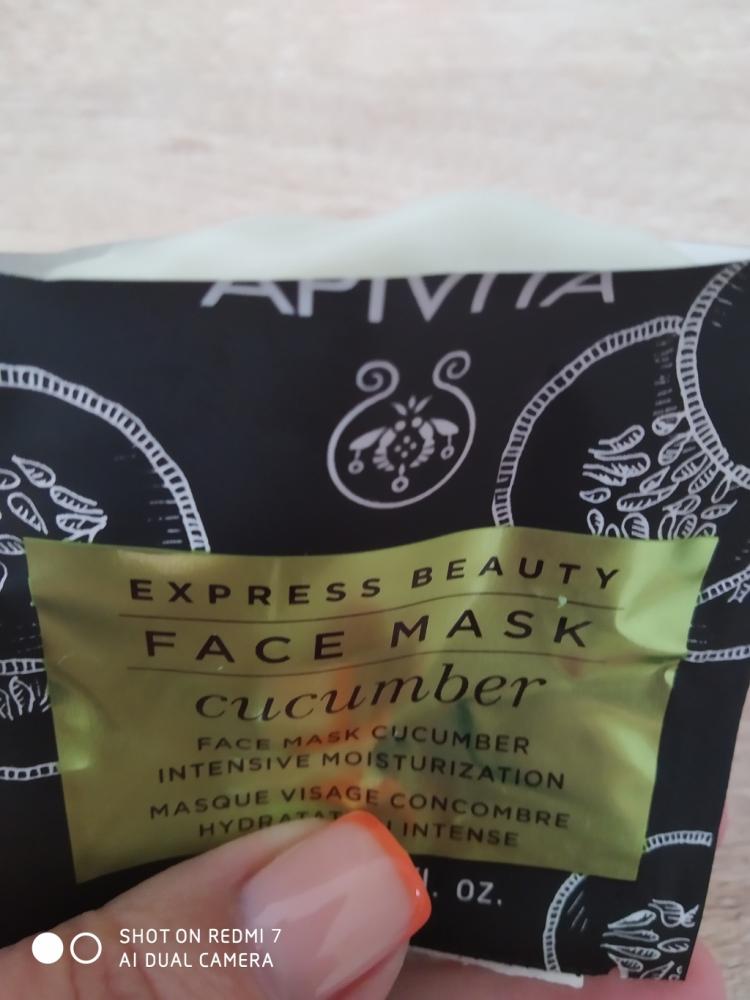 APIVITA
EXPRESS BEAUTY
FACE MASK
cucumber
FACE MASK CUCUMBER
INTENSIVE MOISTURIZATION
MASQUE VISAGE CONCOMBRE
INTENSE
OZ.
SHOT ON REDMI 7
AI DUAL CAMERA